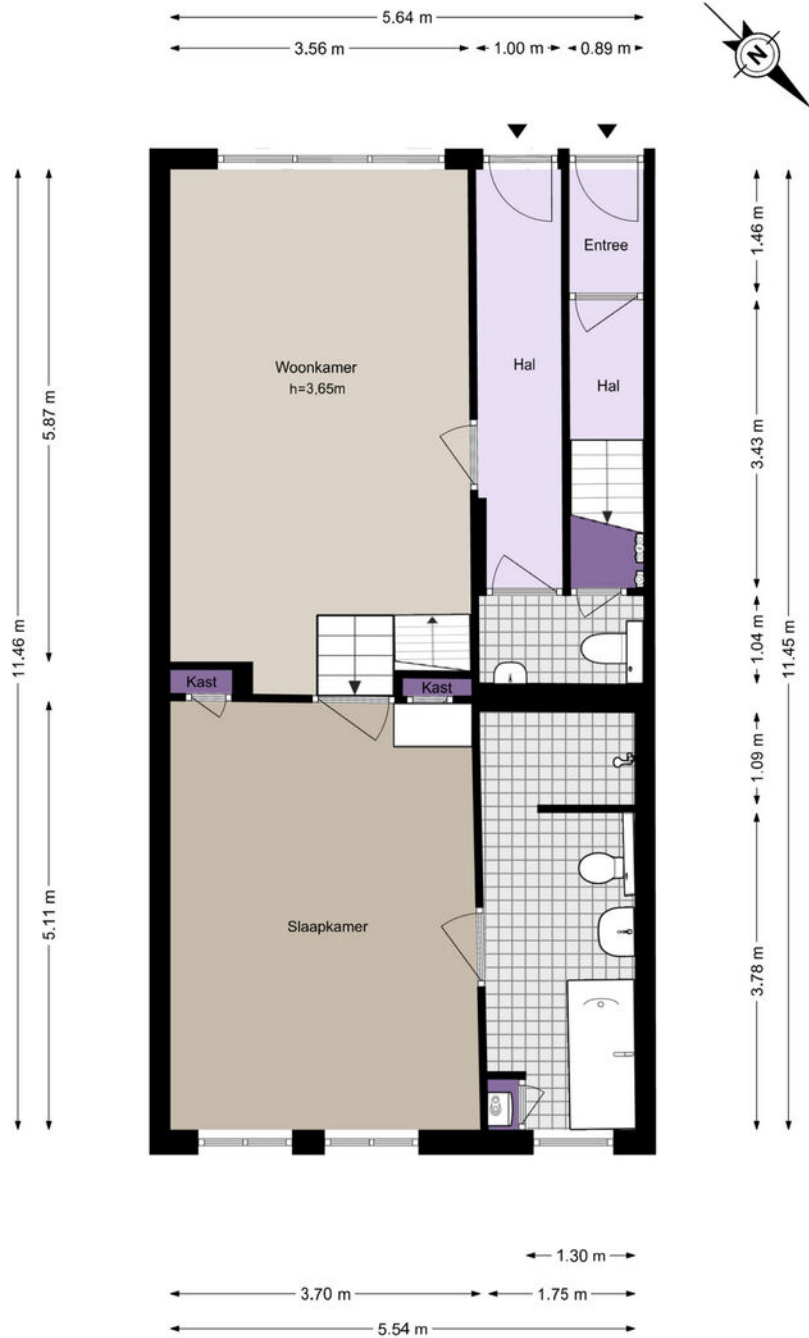 5.64 m
3.56 m
1.00 m
0.89 m
N
Entree
1.46 m
Woonkamer
h=3,65m
Hal
Hal
5.87 m
3.43 m
11.46 m
11.45 m
1.04 m
Kast
Kast
1.09 m
Slaapkamer
5.11 m
3.78 m
1.30 m
3.70 m
1.75 m
5.54 m